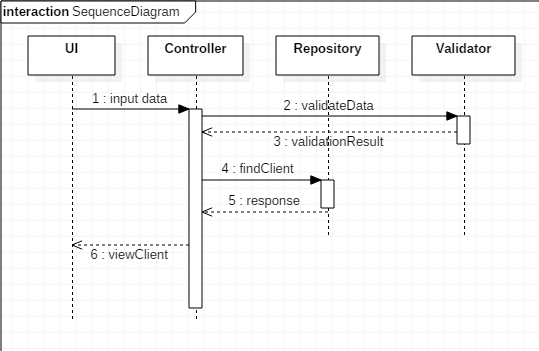 interaction SequenceDiagram
UI Controller Repository Validator
1 : input data
2 : validateData
3 : validationResult
4 : findClient
5 : response
6 : viewClient